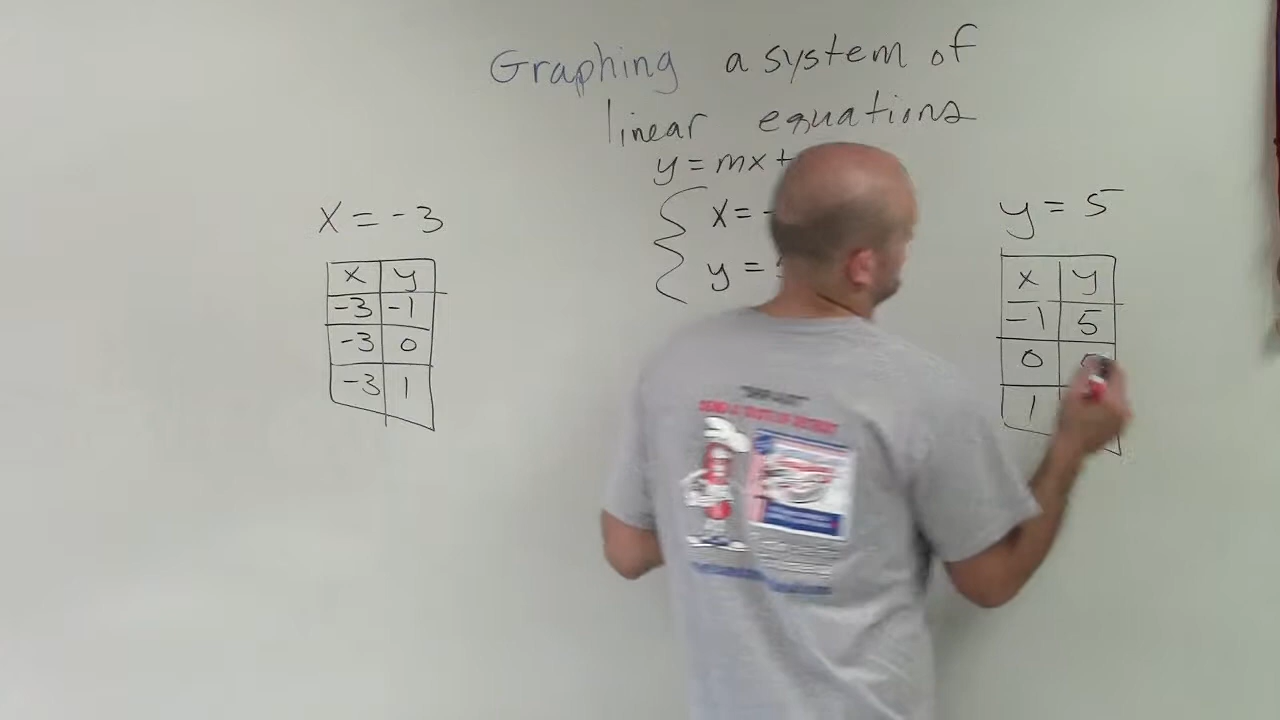 Graphing a system of
linear equations
y = mx +
x = -
y =
x = -3
x y
-3 -1
-3 0
-3 1
y = 5
x y
-1 5
0
1